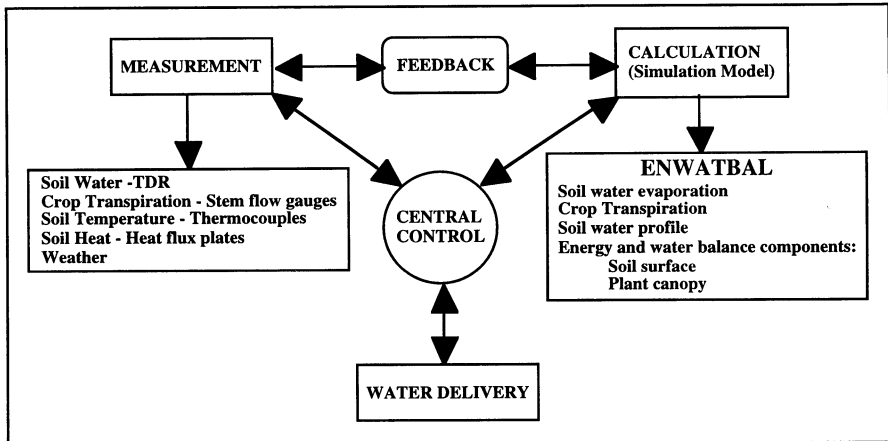 MEASUREMENT
FEEDBACK
CALCULATION
(Simulation Model)
Soil Water -TDR
Crop Transpiration - Stem flow gauges
Soil Temperature - Thermocouples
Soil Heat - Heat flux plates
Weather
CENTRAL
CONTROL
ENWATBAL
Soil water evaporation
Crop Transpiration
Soil water profile
Energy and water balance components:
Soil surface
Plant canopy
WATER DELIVERY